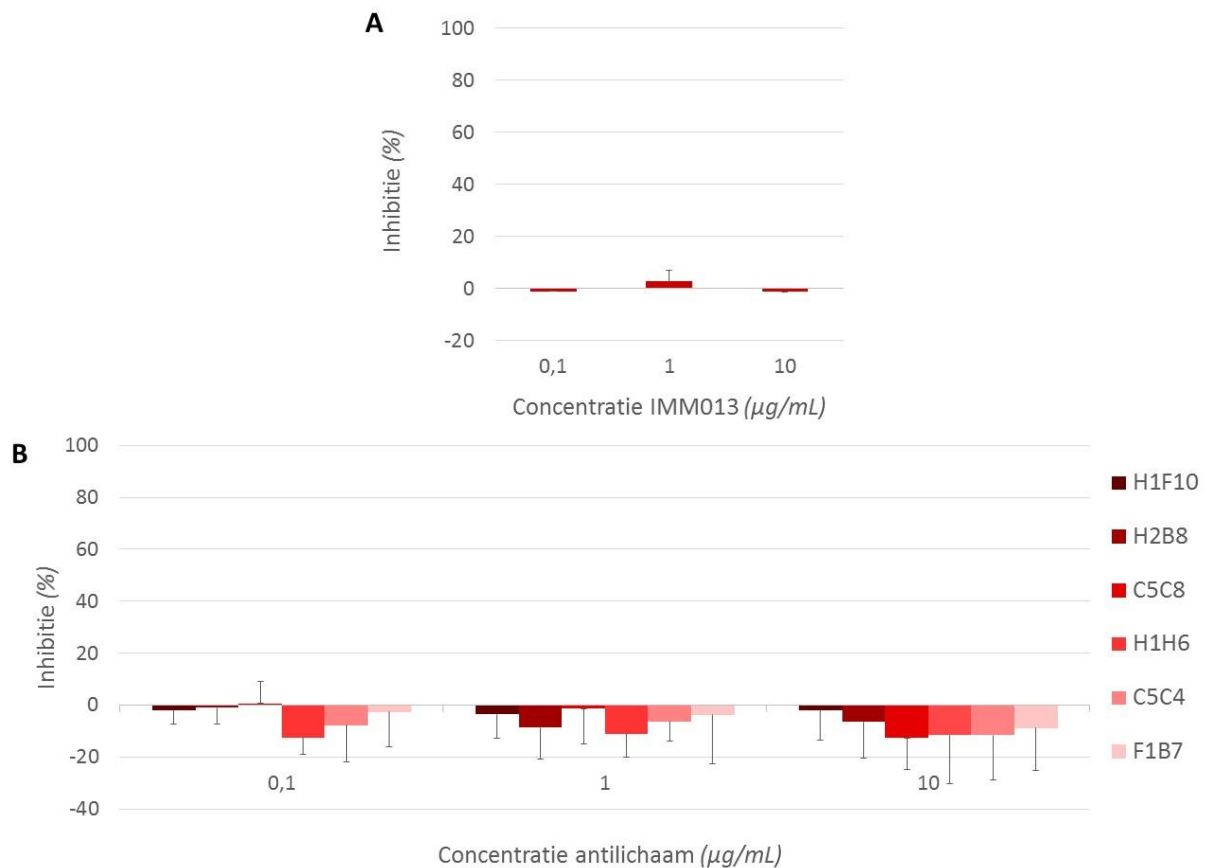 A
100
80
60
40
20
0
-20
Inhibitie (%)
0,1 1 10
Concentratie IMM013 (µg/mL)
B
100
80
60
40
20
0
-20
-40
Inhibitie (%)
0,1 1 10
Concentratie antilichaam (µg/mL)
H1F10
H2B8
C5C8
H1H6
C5C4
F1B7